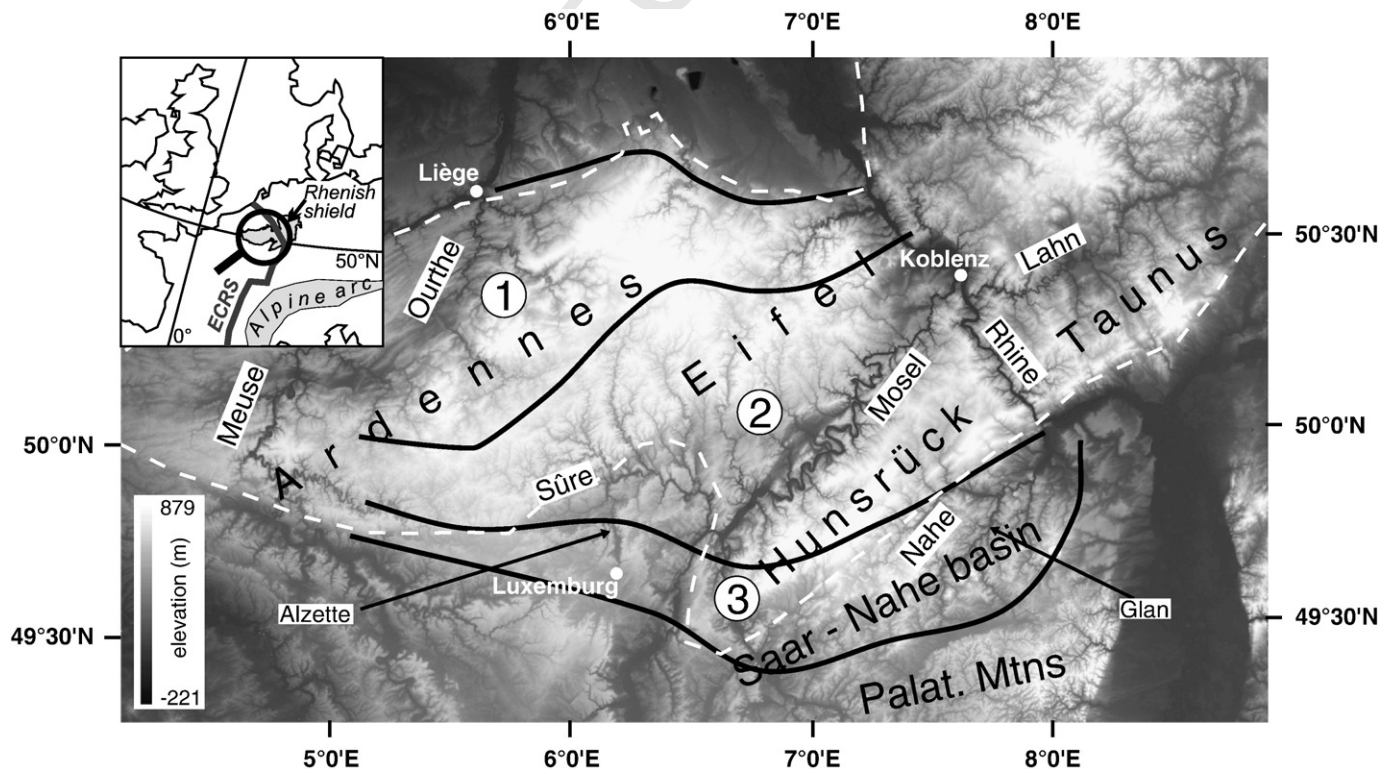 6°0'E
7°0'E
8°0'E
Rhenish
shield
50°N
ECRS
Alpine arc
0°
Liège
Ourthe
50°30'N
Koblenz
Lahn
Taunus
1
Ardennes
Eifel
Rhine
Meuse
Mosel
2
50°0'N
50°0'N
Sûre
Hunsrück
879
elevation (m)
-221
Nahe
Luxemburg
3
Alzette
Saar - Nahe basin
Glan
49°30'N
49°30'N
Palat. Mtns
5°0'E
6°0'E
7°0'E
8°0'E